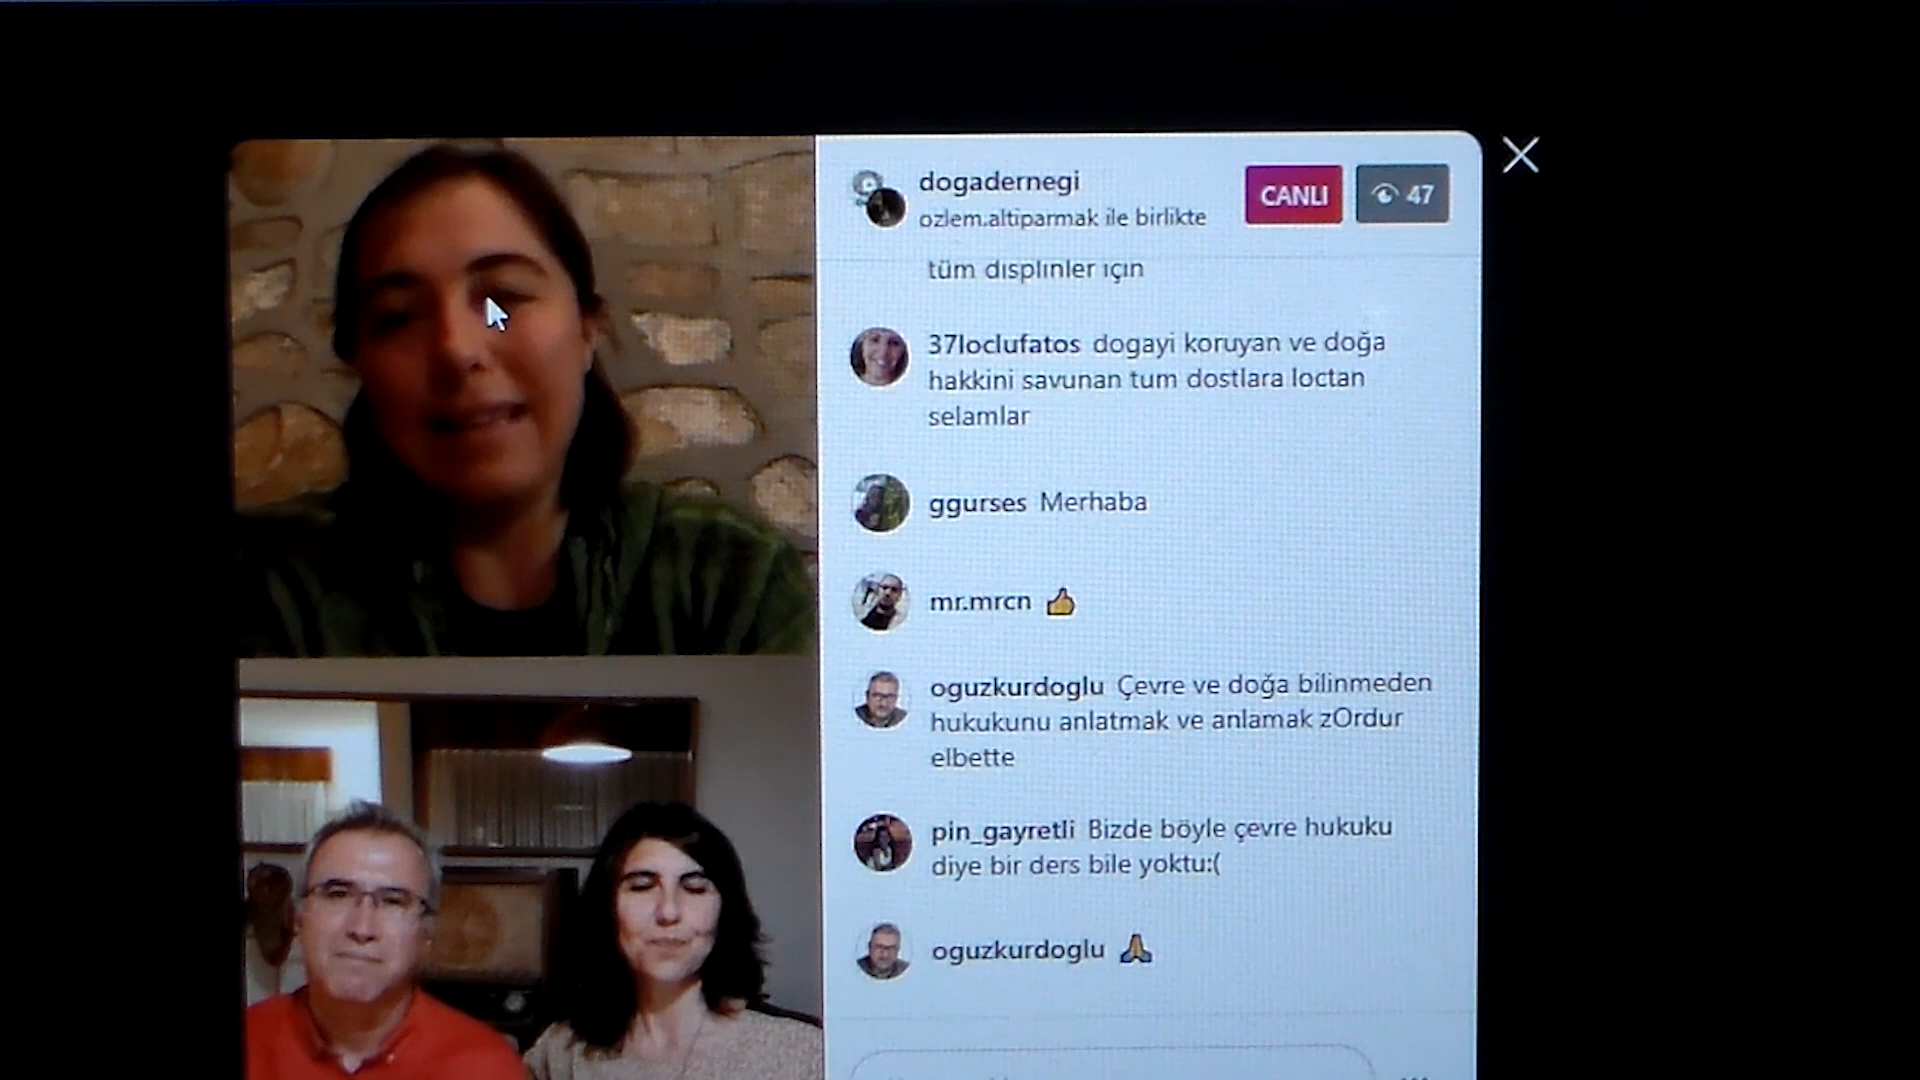 dogadernegi
ozlem.altiparmak ile birlikte
CANLI
47
tüm displinler için
37loclufatos dogayi koruyan ve doğa
hakkini savunan tum dostlara loctan
selamlar
ggurses Merhaba
mr.mrcn 👍
oguzkurdoglu Çevre ve doğa bilinmeden
hukukunu anlatmak ve anlamak zOrdur
elbette
pin_gayretli Bizde böyle çevre hukuku
diye bir ders bile yoktu:(
oguzkurdoglu 🙏